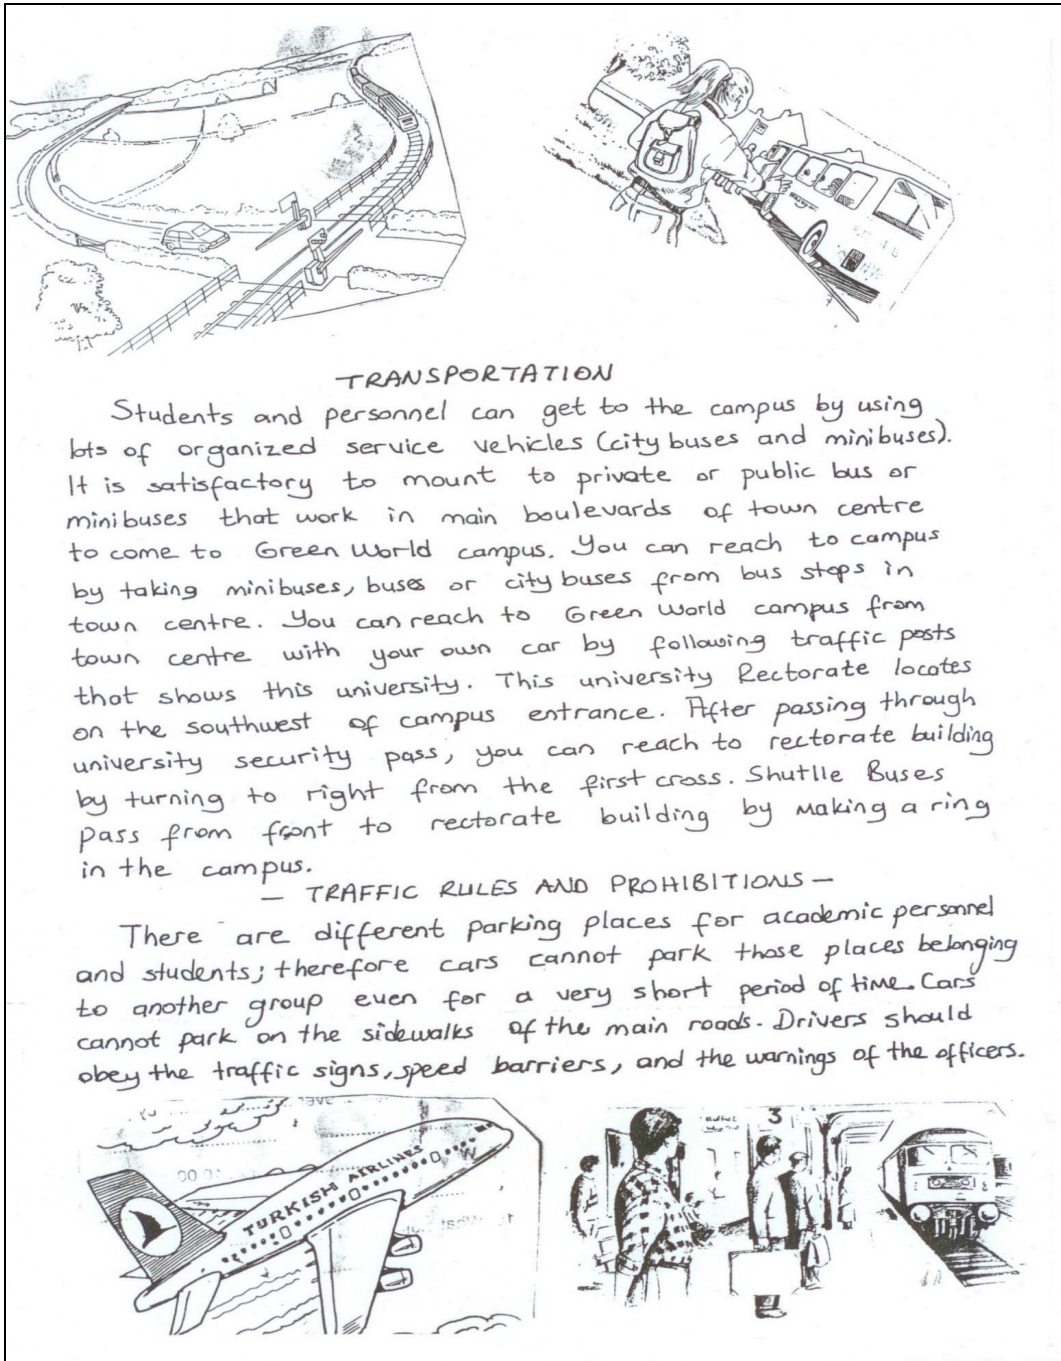 TRANSPORTATION
Students and personnel can get to the campus by using
lots of organized service vehicles (city buses and minibuses).
It is satisfactory to mount to private or public bus or
minibuses that work in main boulevards of town centre
to come to Green World campus. You can reach to campus
by taking minibuses, buses or city buses from bus stops in
town centre. You can reach to Green World campus from
town centre with your own car by following traffic posts
that shows this university. This university Rectorate locates
on the southwest of campus entrance. After passing through
university security pass, you can reach to rectorate building
by turning to right from the first cross. Shutlle Buses
pass from front to rectorate building by making a ring
in the campus.
— TRAFFIC RULES AND PROHIBITIONS —
There are different parking places for academic personnel
and students; therefore cars cannot park those places belonging
to another group even for a very short period of time. Cars
cannot park on the sidewalks of the main roads. Drivers should
obey the traffic signs, speed barriers, and the warnings of the officers.
TURKISH AIRLINES
3